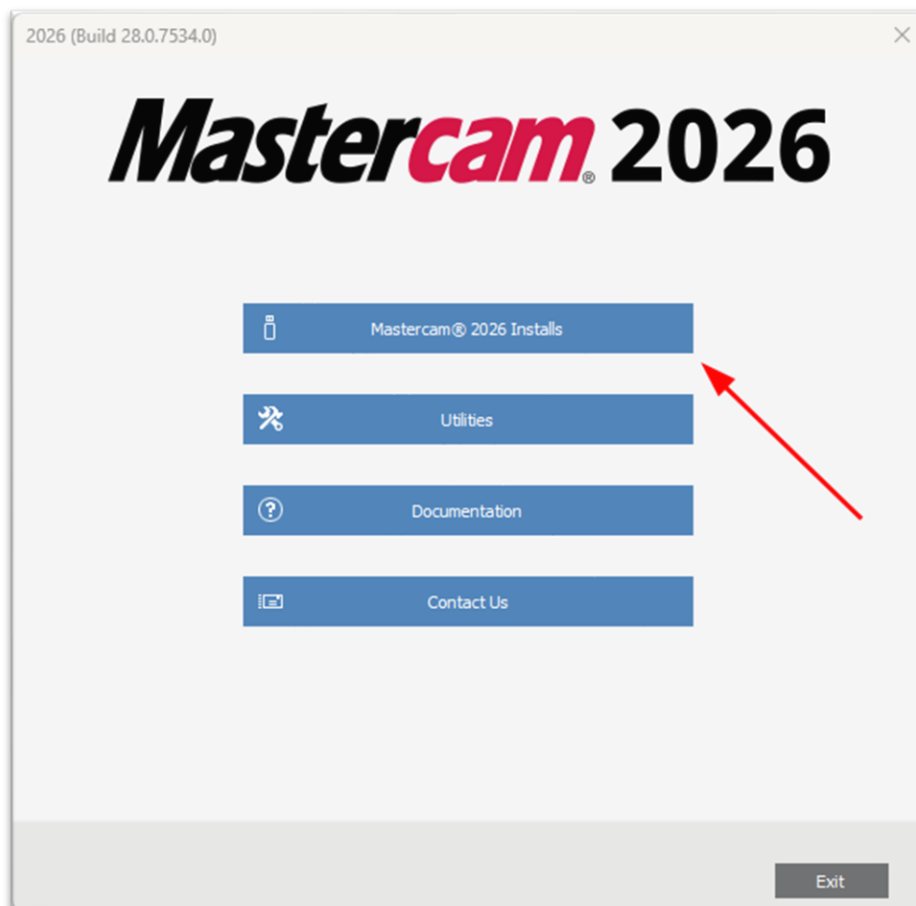 2026 (Build 28.0.7534.0)
Mastercam® 2026
Mastercam® 2026 Installs
Utilities
Documentation
Contact Us
Exit